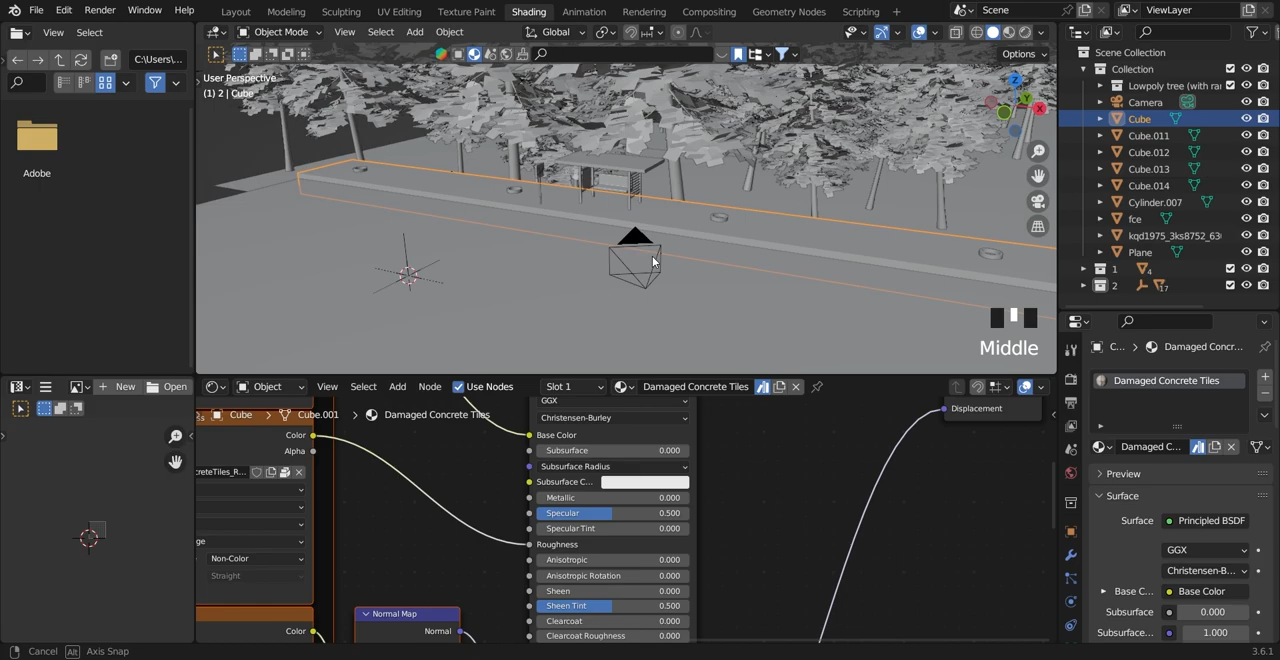 File Edit Render Window Help Layout Modeling Sculpting UV Editing Texture Paint Shading Animation Rendering Compositing Geometry Nodes Scripting Scene ViewLayer
View Select
C:\Users\...
Adobe
Object Mode View Select Add Object Global
Options
User Perspective
(1) 2 | Cube
Z
Y
X
Middle
Scene Collection
Collection
Lowpoly tree (with ra
Camera
Cube
Cube.011
Cube.012
Cube.013
Cube.014
Cylinder.007
fce
kqd1975_3ks8752_63
Plane
1 4
2 17
New Open
Object View Select Add Node Use Nodes Slot 1 Damaged Concrete Tiles
Cube > Cube.001 > Damaged Concrete Tiles
Color
Alpha
creteTiles_R...
ge
Non-Color
Straight
Color
Normal Map
Normal
GGX
Christensen-Burley
Base Color
Subsurface 0.000
Subsurface Radius
Subsurface C...
Metallic 0.000
Specular 0.500
Specular Tint 0.000
Roughness
Anisotropic 0.000
Anisotropic Rotation 0.000
Sheen 0.000
Sheen Tint 0.500
Clearcoat 0.000
Clearcoat Roughness 0.000
Displacement
C... > Damaged Concr...
Damaged Concrete Tiles
Damaged C...
Preview
Surface
Surface Principled BSDF
GGX
Christensen-B...
Base C... Base Color
Subsurface 0.000
Subsurface... 1.000
Cancel Alt Axis Snap 3.6.1